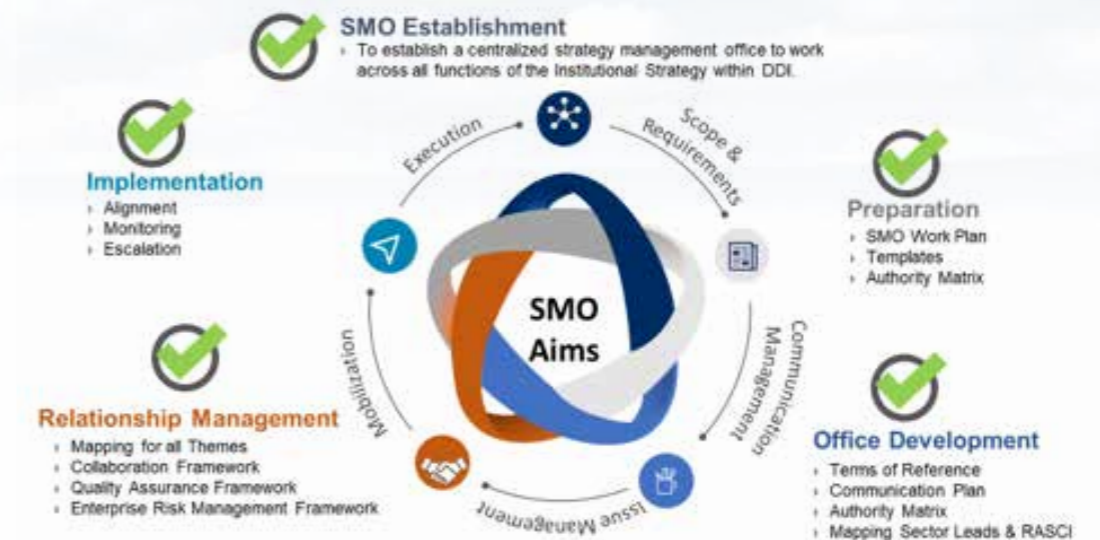 SMO Establishment
› To establish a centralized strategy management office to work
across all functions of the Institutional Strategy within DDI.
Execution
Scope &
Requirements
Implementation
› Alignment
› Monitoring
› Escalation
Preparation
› SMO Work Plan
› Templates
› Authority Matrix
SMO
Aims
Mobilization
Communication
Management
Relationship Management
› Mapping for all Themes
› Collaboration Framework
› Quality Assurance Framework
› Enterprise Risk Management Framework
Office Development
› Terms of Reference
› Communication Plan
› Authority Matrix
› Mapping Sector Leads & RASCI
Issue Management